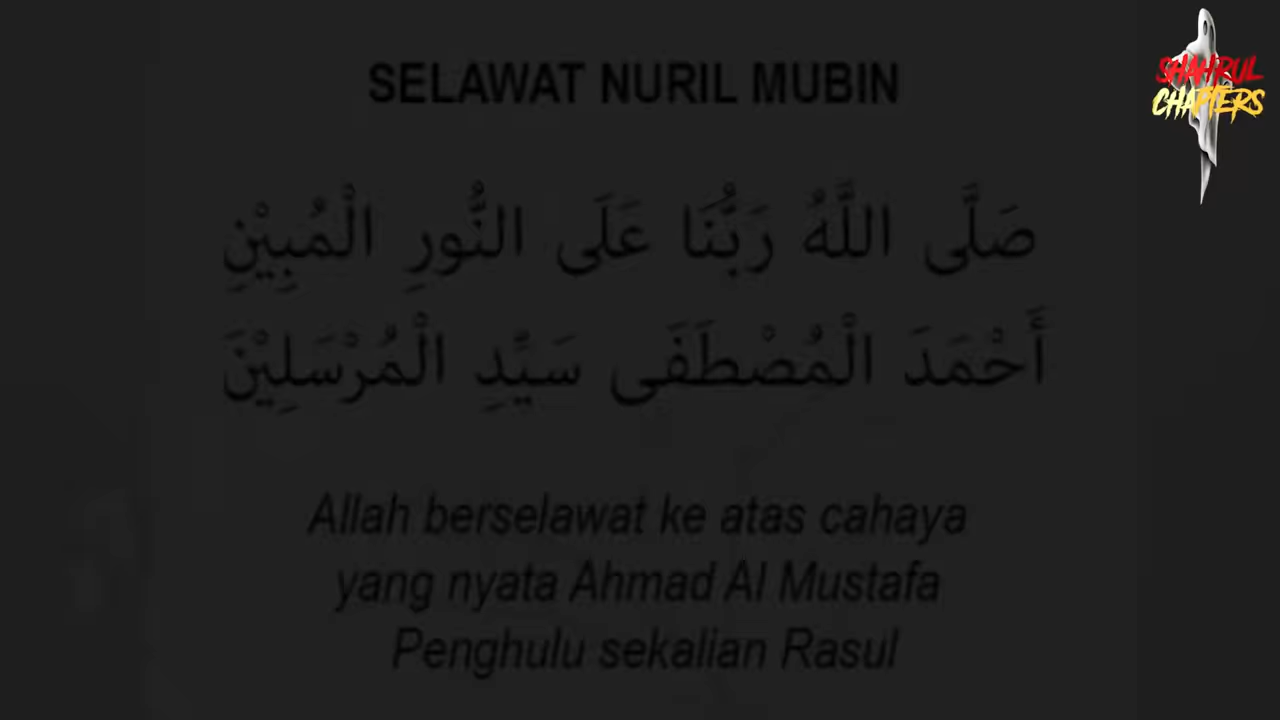 SELAWAT NURIL MUBIN
صَلَّى اللَّهُ رَبُّنَا عَلَى النُّورِ الْمُبِيْنِ
أَحْمَدَ الْمُصْطَفَى سَيِّدِ الْمُرْسَلِيْنَ
Allah berselawat ke atas cahaya
yang nyata Ahmad Al Mustafa
Penghulu sekalian Rasul
SHAHRUL
CHAPTERS